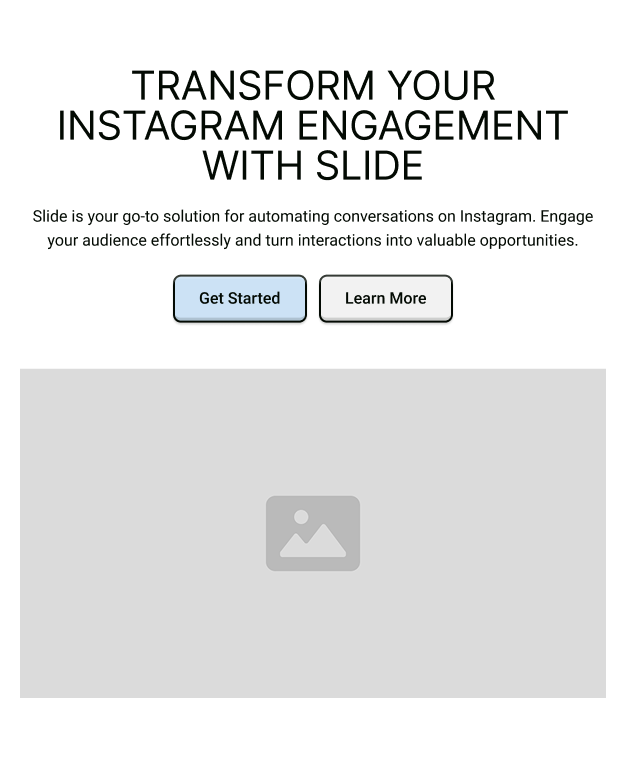 TRANSFORM YOUR
INSTAGRAM ENGAGEMENT
WITH SLIDE
Slide is your go-to solution for automating conversations on Instagram. Engage
your audience effortlessly and turn interactions into valuable opportunities.
Get Started
Learn More